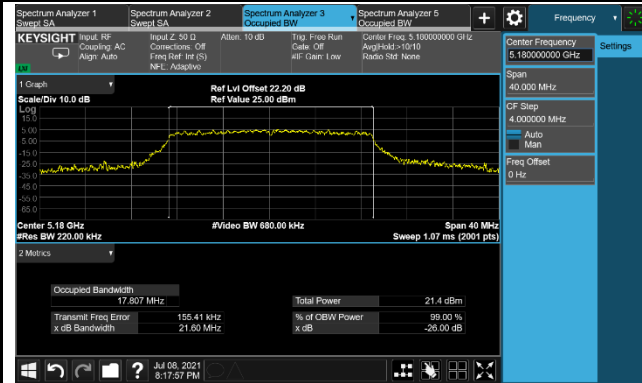 Spectrum Analyzer 1
Swept SA
Spectrum Analyzer 2
Swept SA
Spectrum Analyzer 3
Occupied BW
Spectrum Analyzer 5
Occupied BW
+
Frequency
KEYSIGHT
Input: RF
Coupling: AC
Align: Auto
Input Z: 50 Ω
Corrections: Off
Freq Ref: Int (S)
NFE: Adaptive
Atten: 10 dB
Trig: Free Run
Gate: Off
#IF Gain: Low
Center Freq: 5.180000000 GHz
Avg|Hold:>10/10
Radio Std: None
1 Graph
Scale/Div 10.0 dB
Ref Lvl Offset 22.20 dB
Ref Value 25.00 dBm
Log
15.0
5.00
-5.00
-15.0
-25.0
-35.0
-45.0
-55.0
-65.0
Center 5.18 GHz
#Res BW 220.00 kHz
#Video BW 680.00 kHz
Span 40 MHz
Sweep 1.07 ms (2001 pts)
2 Metrics
Occupied Bandwidth
17.807 MHz
Total Power 21.4 dBm
Transmit Freq Error 155.41 kHz
% of OBW Power 99.00 %
x dB Bandwidth 21.60 MHz
x dB -26.00 dB
Center Frequency
5.180000000 GHz
Settings
Span
40.000 MHz
CF Step
4.000000 MHz
Auto
Man
Freq Offset
0 Hz
?
Jul 08, 2021
8:17:57 PM